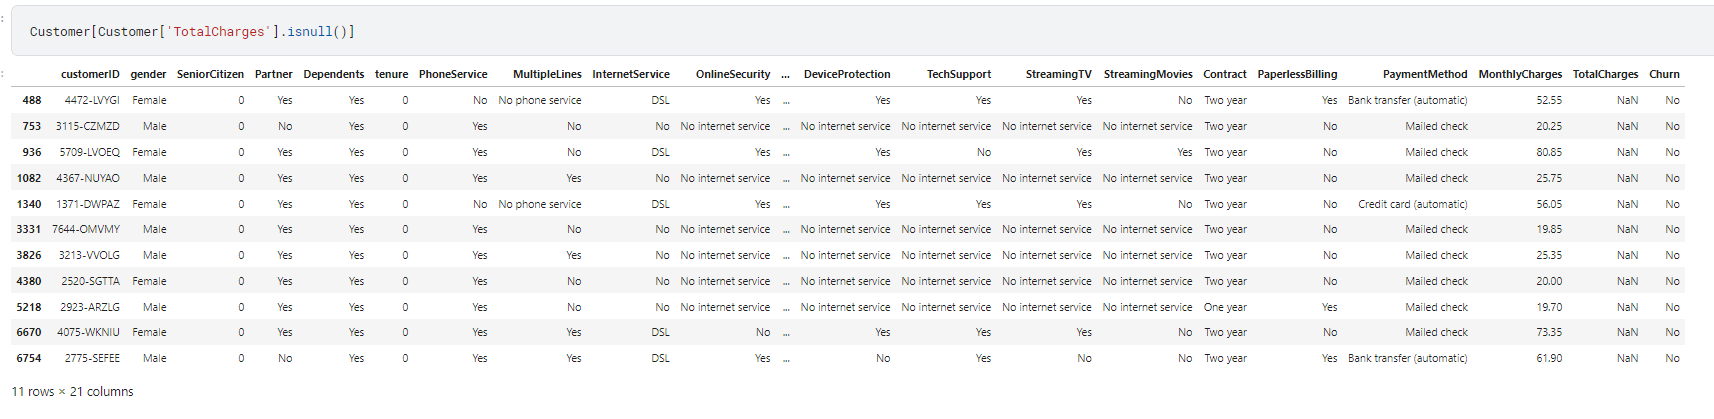 Customer[Customer['TotalCharges'].isnull()]
customerID gender SeniorCitizen Partner Dependents tenure PhoneService MultipleLines InternetService OnlineSecurity ... DeviceProtection TechSupport StreamingTV StreamingMovies Contract PaperlessBilling PaymentMethod MonthlyCharges TotalCharges Churn
488 4472-LVYGI Female 0 Yes Yes 0 No No phone service DSL Yes ... Yes Yes Yes No Two year Yes Bank transfer (automatic) 52.55 NaN No
753 3115-CZMZD Male 0 No Yes 0 Yes No No No internet service ... No internet service No internet service No internet service No internet service Two year No Mailed check 20.25 NaN No
936 5709-LVOEQ Female 0 Yes Yes 0 Yes No DSL Yes ... Yes No Yes Yes Two year No Mailed check 80.85 NaN No
1082 4367-NUYAO Male 0 Yes Yes 0 Yes Yes No No internet service ... No internet service No internet service No internet service No internet service Two year No Mailed check 25.75 NaN No
1340 1371-DWPAZ Female 0 Yes Yes 0 No No phone service DSL Yes ... Yes Yes Yes No Two year No Credit card (automatic) 56.05 NaN No
3331 7644-OMVMY Male 0 Yes Yes 0 Yes No No No internet service ... No internet service No internet service No internet service No internet service Two year No Mailed check 19.85 NaN No
3826 3213-VVOLG Male 0 Yes Yes 0 Yes Yes No No internet service ... No internet service No internet service No internet service No internet service Two year No Mailed check 25.35 NaN No
4380 2520-SGTTA Female 0 Yes Yes 0 Yes No No No internet service ... No internet service No internet service No internet service No internet service Two year No Mailed check 20.00 NaN No
5218 2923-ARZLG Male 0 Yes Yes 0 Yes No No No internet service ... No internet service No internet service No internet service No internet service One year Yes Mailed check 19.70 NaN No
6670 4075-WKNIU Female 0 Yes Yes 0 Yes Yes DSL No ... Yes Yes Yes No Two year No Mailed check 73.35 NaN No
6754 2775-SEFEE Male 0 No Yes 0 Yes Yes DSL Yes ... No Yes No No Two year Yes Bank transfer (automatic) 61.90 NaN No
11 rows × 21 columns